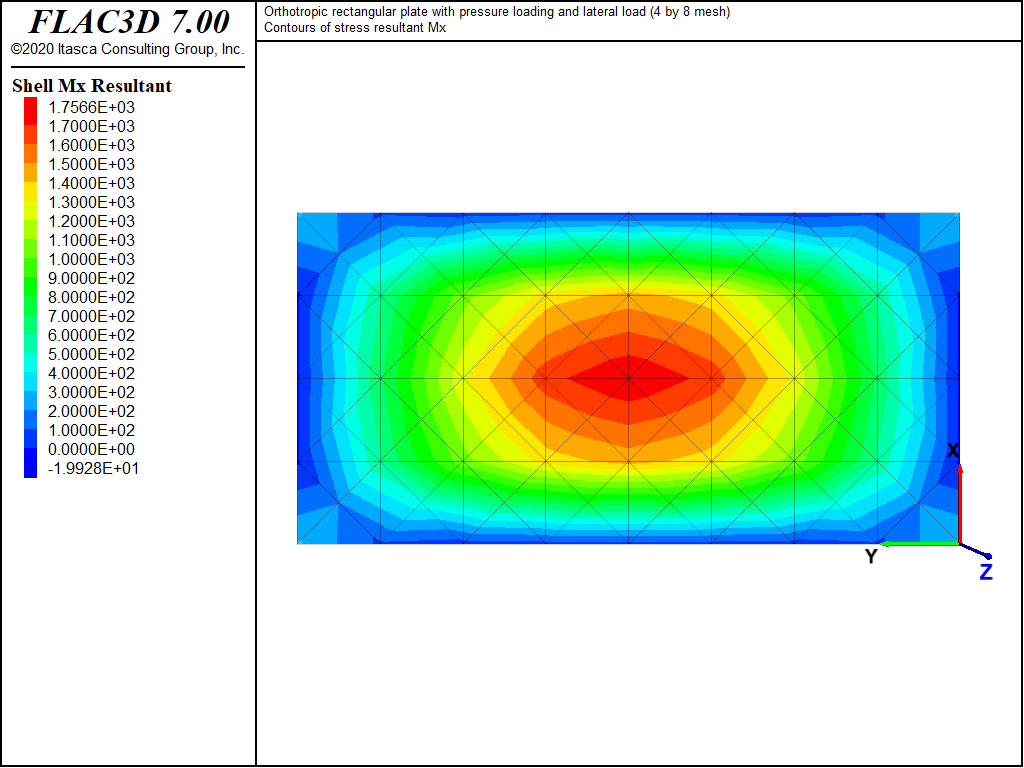 FLAC3D 7.00
©2020 Itasca Consulting Group, Inc.
Orthotropic rectangular plate with pressure loading and lateral load (4 by 8 mesh)
Contours of stress resultant Mx
Shell Mx Resultant
1.7566E+03
1.7000E+03
1.6000E+03
1.5000E+03
1.4000E+03
1.3000E+03
1.2000E+03
1.1000E+03
1.0000E+03
9.0000E+02
8.0000E+02
7.0000E+02
6.0000E+02
5.0000E+02
4.0000E+02
3.0000E+02
2.0000E+02
1.0000E+02
0.0000E+00
-1.9928E+01
X
Y
Z